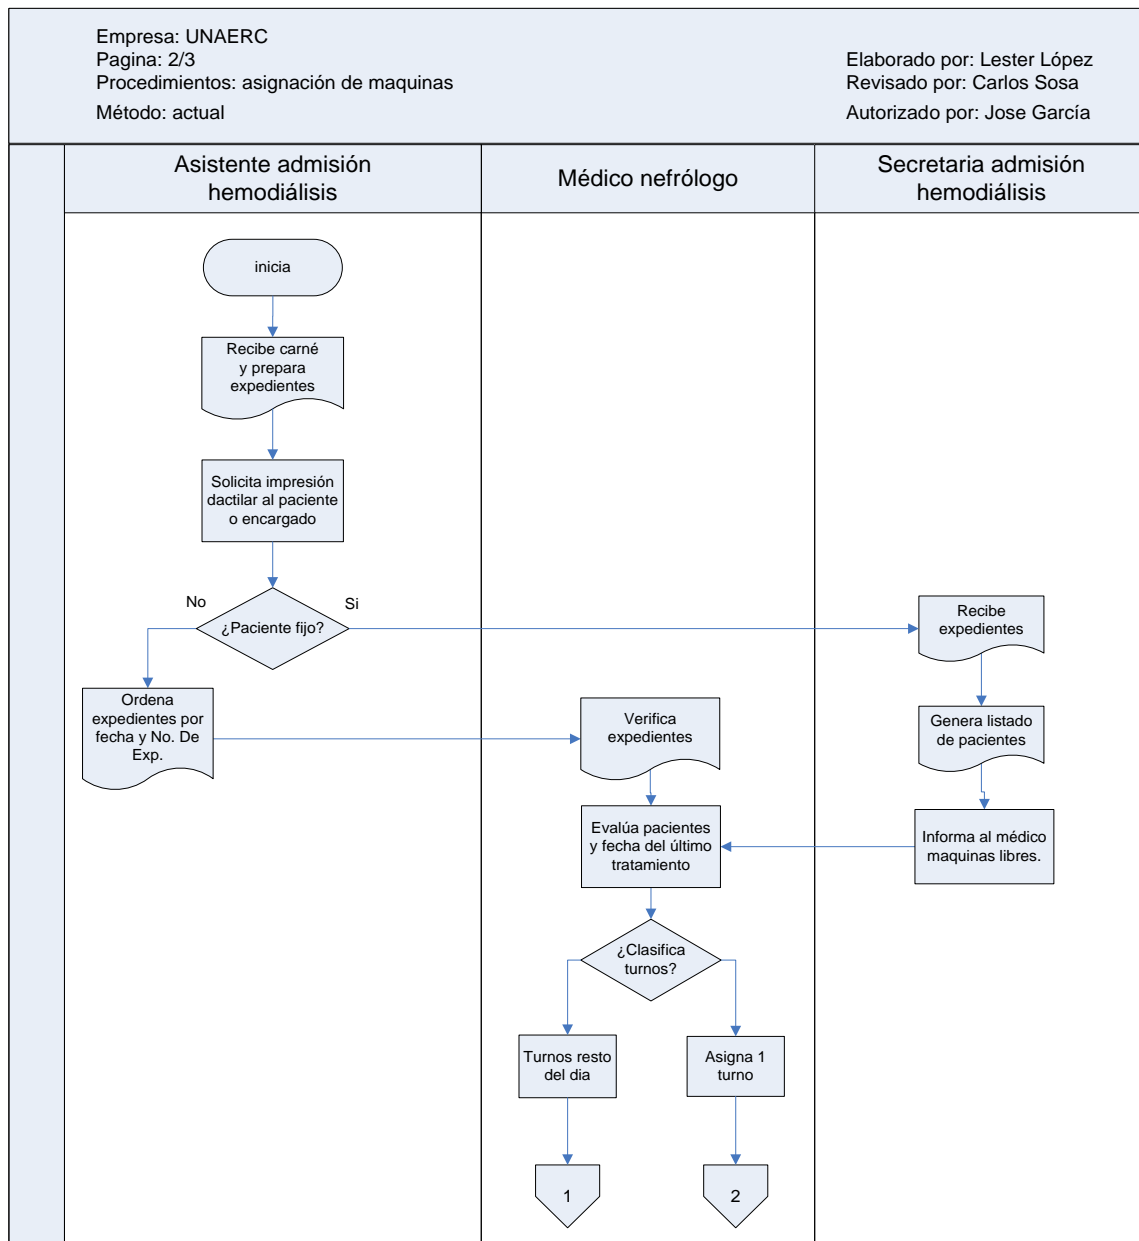 Empresa: UNAERC
Pagina: 2/3
Procedimientos: asignación de maquinas
Método: actual
Elaborado por: Lester López
Revisado por: Carlos Sosa
Autorizado por: Jose García
Asistente admisión
hemodiálisis
Médico nefrólogo
Secretaria admisión
hemodiálisis
inicia
Recibe carné
y prepara
expedientes
Solicita impresión
dactilar al paciente
o encargado
No
Si
¿Paciente fijo?
Recibe
expedientes
Ordena
expedientes por
fecha y No. De
Exp.
Verifica
expedientes
Genera listado
de pacientes
Evalúa pacientes
y fecha del último
tratamiento
Informa al médico
maquinas libres.
¿Clasifica
turnos?
Turnos resto
del dia
Asigna 1
turno
1
2